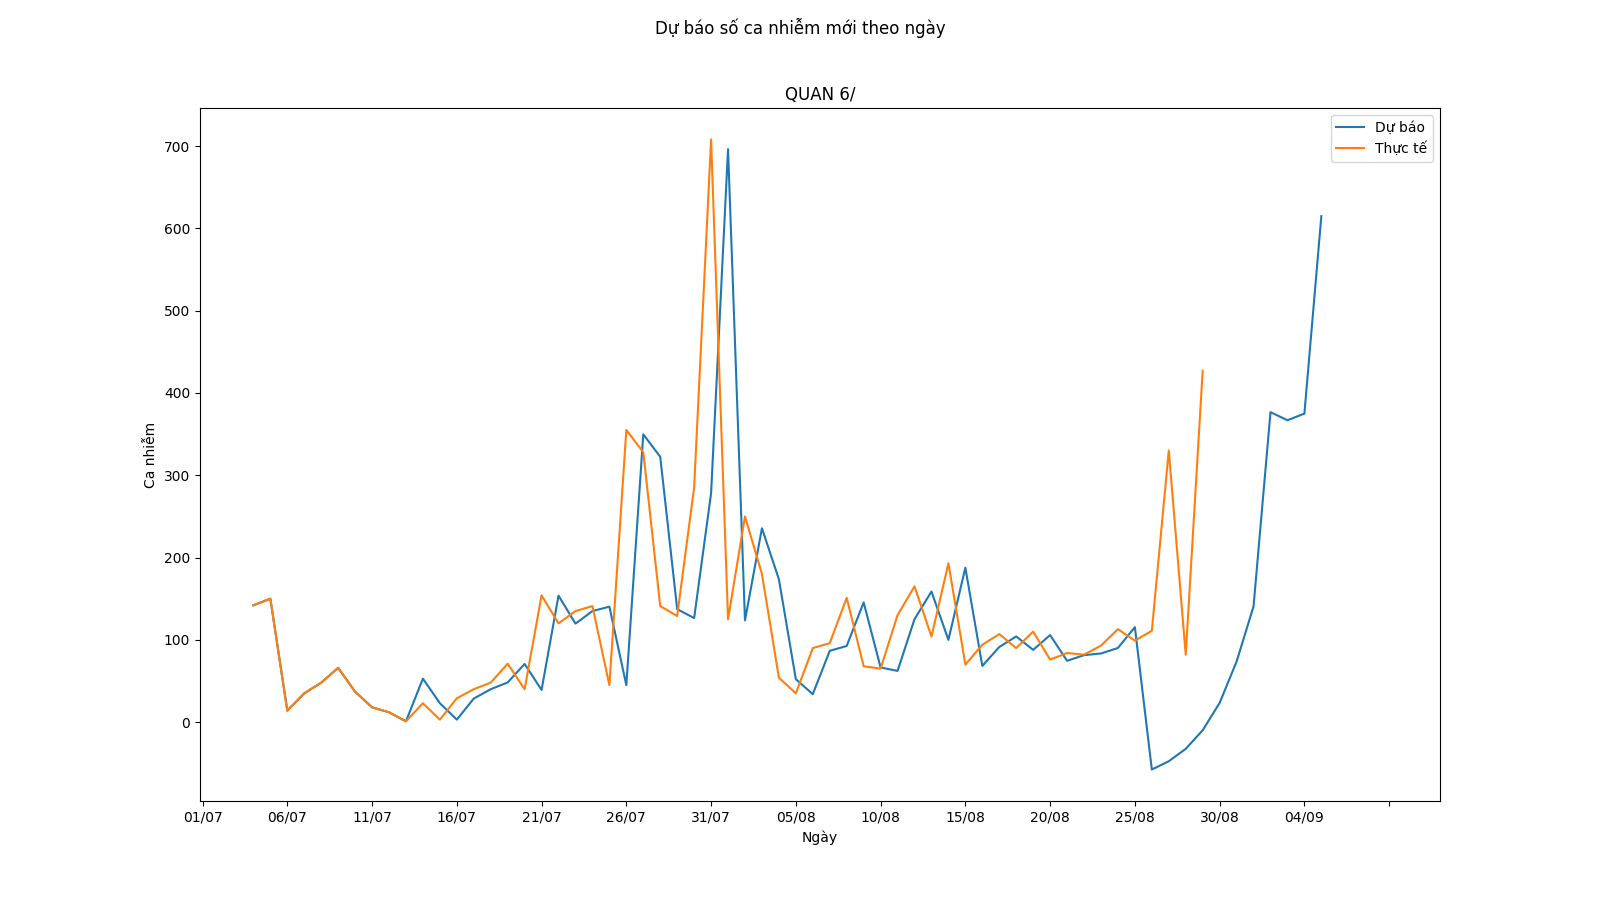 Dự báo số ca nhiễm mới theo ngày
QUAN 6/
Dự báo
Thực tế
700
600
500
400
300
200
100
0
Ca nhiễm
01/07 06/07 11/07 16/07 21/07 26/07 31/07 05/08 10/08 15/08 20/08 25/08 30/08 04/09
Ngày